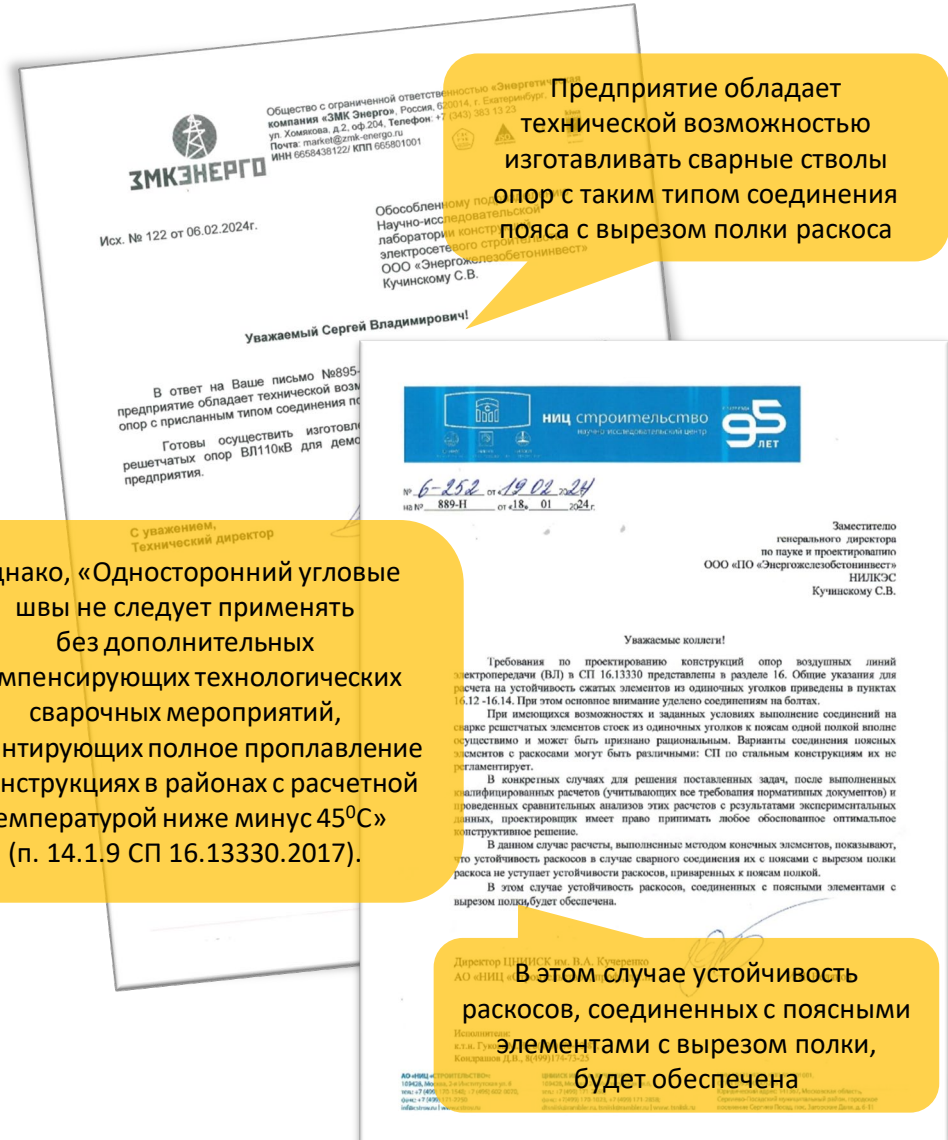 ЗМКЭНЕРГО
Общество с ограниченной ответственностью «Энергетическая
компания «ЗМК Энерго», Россия, 620014, г. Екатеринбург,
ул. Хомякова, д.2, оф.204, Телефон: +7 (343) 383 13 23
Почта: market@zmk-energo.ru
ИНН 6658438122/ КПП 665801001
Исх. № 122 от 06.02.2024г.
Обособленному
Научно-исследовательской
лаборатории конструкций
электросетевого строительства
ООО «Энергожелезобетонинвест»
Кучинскому С.В.
Уважаемый Сергей Владимирович!
В ответ на Ваше письмо №895-
предприятие обладает технической возм
опор с присланным типом соединения по
Готовы осуществить изготовле
решетчатых опор ВЛ110кВ для демо
предприятия.
С уважением,
Технический директор
Предприятие обладает
технической возможностью
изготавливать сварные стволы
опор с таким типом соединения
пояса с вырезом полки раскоса
днако, «Односторонний угловые
швы не следует применять
без дополнительных
мпенсирующих технологических
сварочных мероприятий,
нтирующих полное проплавление
нструкциях в районах с расчетной
емпературой ниже минус 45⁰С»
(п. 14.1.9 СП 16.13330.2017).
ниц строительство
научно-исследовательский центр
95
ЛЕТ
№ 6-252 от «19 02 2024
на № 889-Н от «18» 01 2024 г.
Заместителю
генерального директора
по науке и проектированию
ООО «ПО «Энергожелезобетонинвест»
НИЛКЭС
Кучинскому С.В.
Уважаемые коллеги!
Требования по проектированию конструкций опор воздушных линий
электропередачи (ВЛ) в СП 16.13330 представлены в разделе 16. Общие указания для
расчета на устойчивость сжатых элементов из одиночных уголков приведены в пунктах
16.12 -16.14. При этом основное внимание уделено соединениям на болтах.
При имеющихся возможностях и заданных условиях выполнение соединений на
сварке решетчатых элементов стоек из одиночных уголков к поясам одной полкой вполне
осуществимо и может быть признано рациональным. Варианты соединения поясных
элементов с раскосами могут быть различными: СП по стальным конструкциям их не
регламентирует.
В конкретных случаях для решения поставленных задач, после выполненных
квалифицированных расчетов (учитывающих все требования нормативных документов) и
проведенных сравнительных анализов этих расчетов с результатами экспериментальных
данных, проектировщик имеет право принимать любое обоснованное оптимальное
конструктивное решение.
В данном случае расчеты, выполненные методом конечных элементов, показывают,
что устойчивость раскосов в случае сварного соединения их с поясами с вырезом полки
раскоса не уступает устойчивости раскосов, приваренных к поясам полкой.
В этом случае устойчивость раскосов, соединенных с поясными элементами с
вырезом полки, будет обеспечена.
Директор ЦНИИСК им. В.А. Кучеренко
АО «НИЦ «С
Исполнители:
к.т.н.
Кондрашов Д.В., 8(499)174-73-25
В этом случае устойчивость
раскосов, соединенных с поясными
элементами с вырезом полки,
будет обеспечена
АО «НИЦ «СТРОИТЕЛЬСТВО»